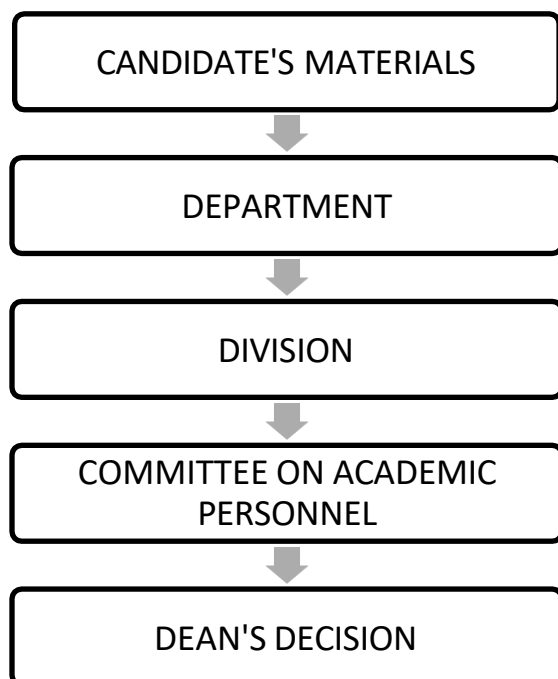 CANDIDATE'S MATERIALS
DEPARTMENT
DIVISION
COMMITTEE ON ACADEMIC
PERSONNEL
DEAN'S DECISION